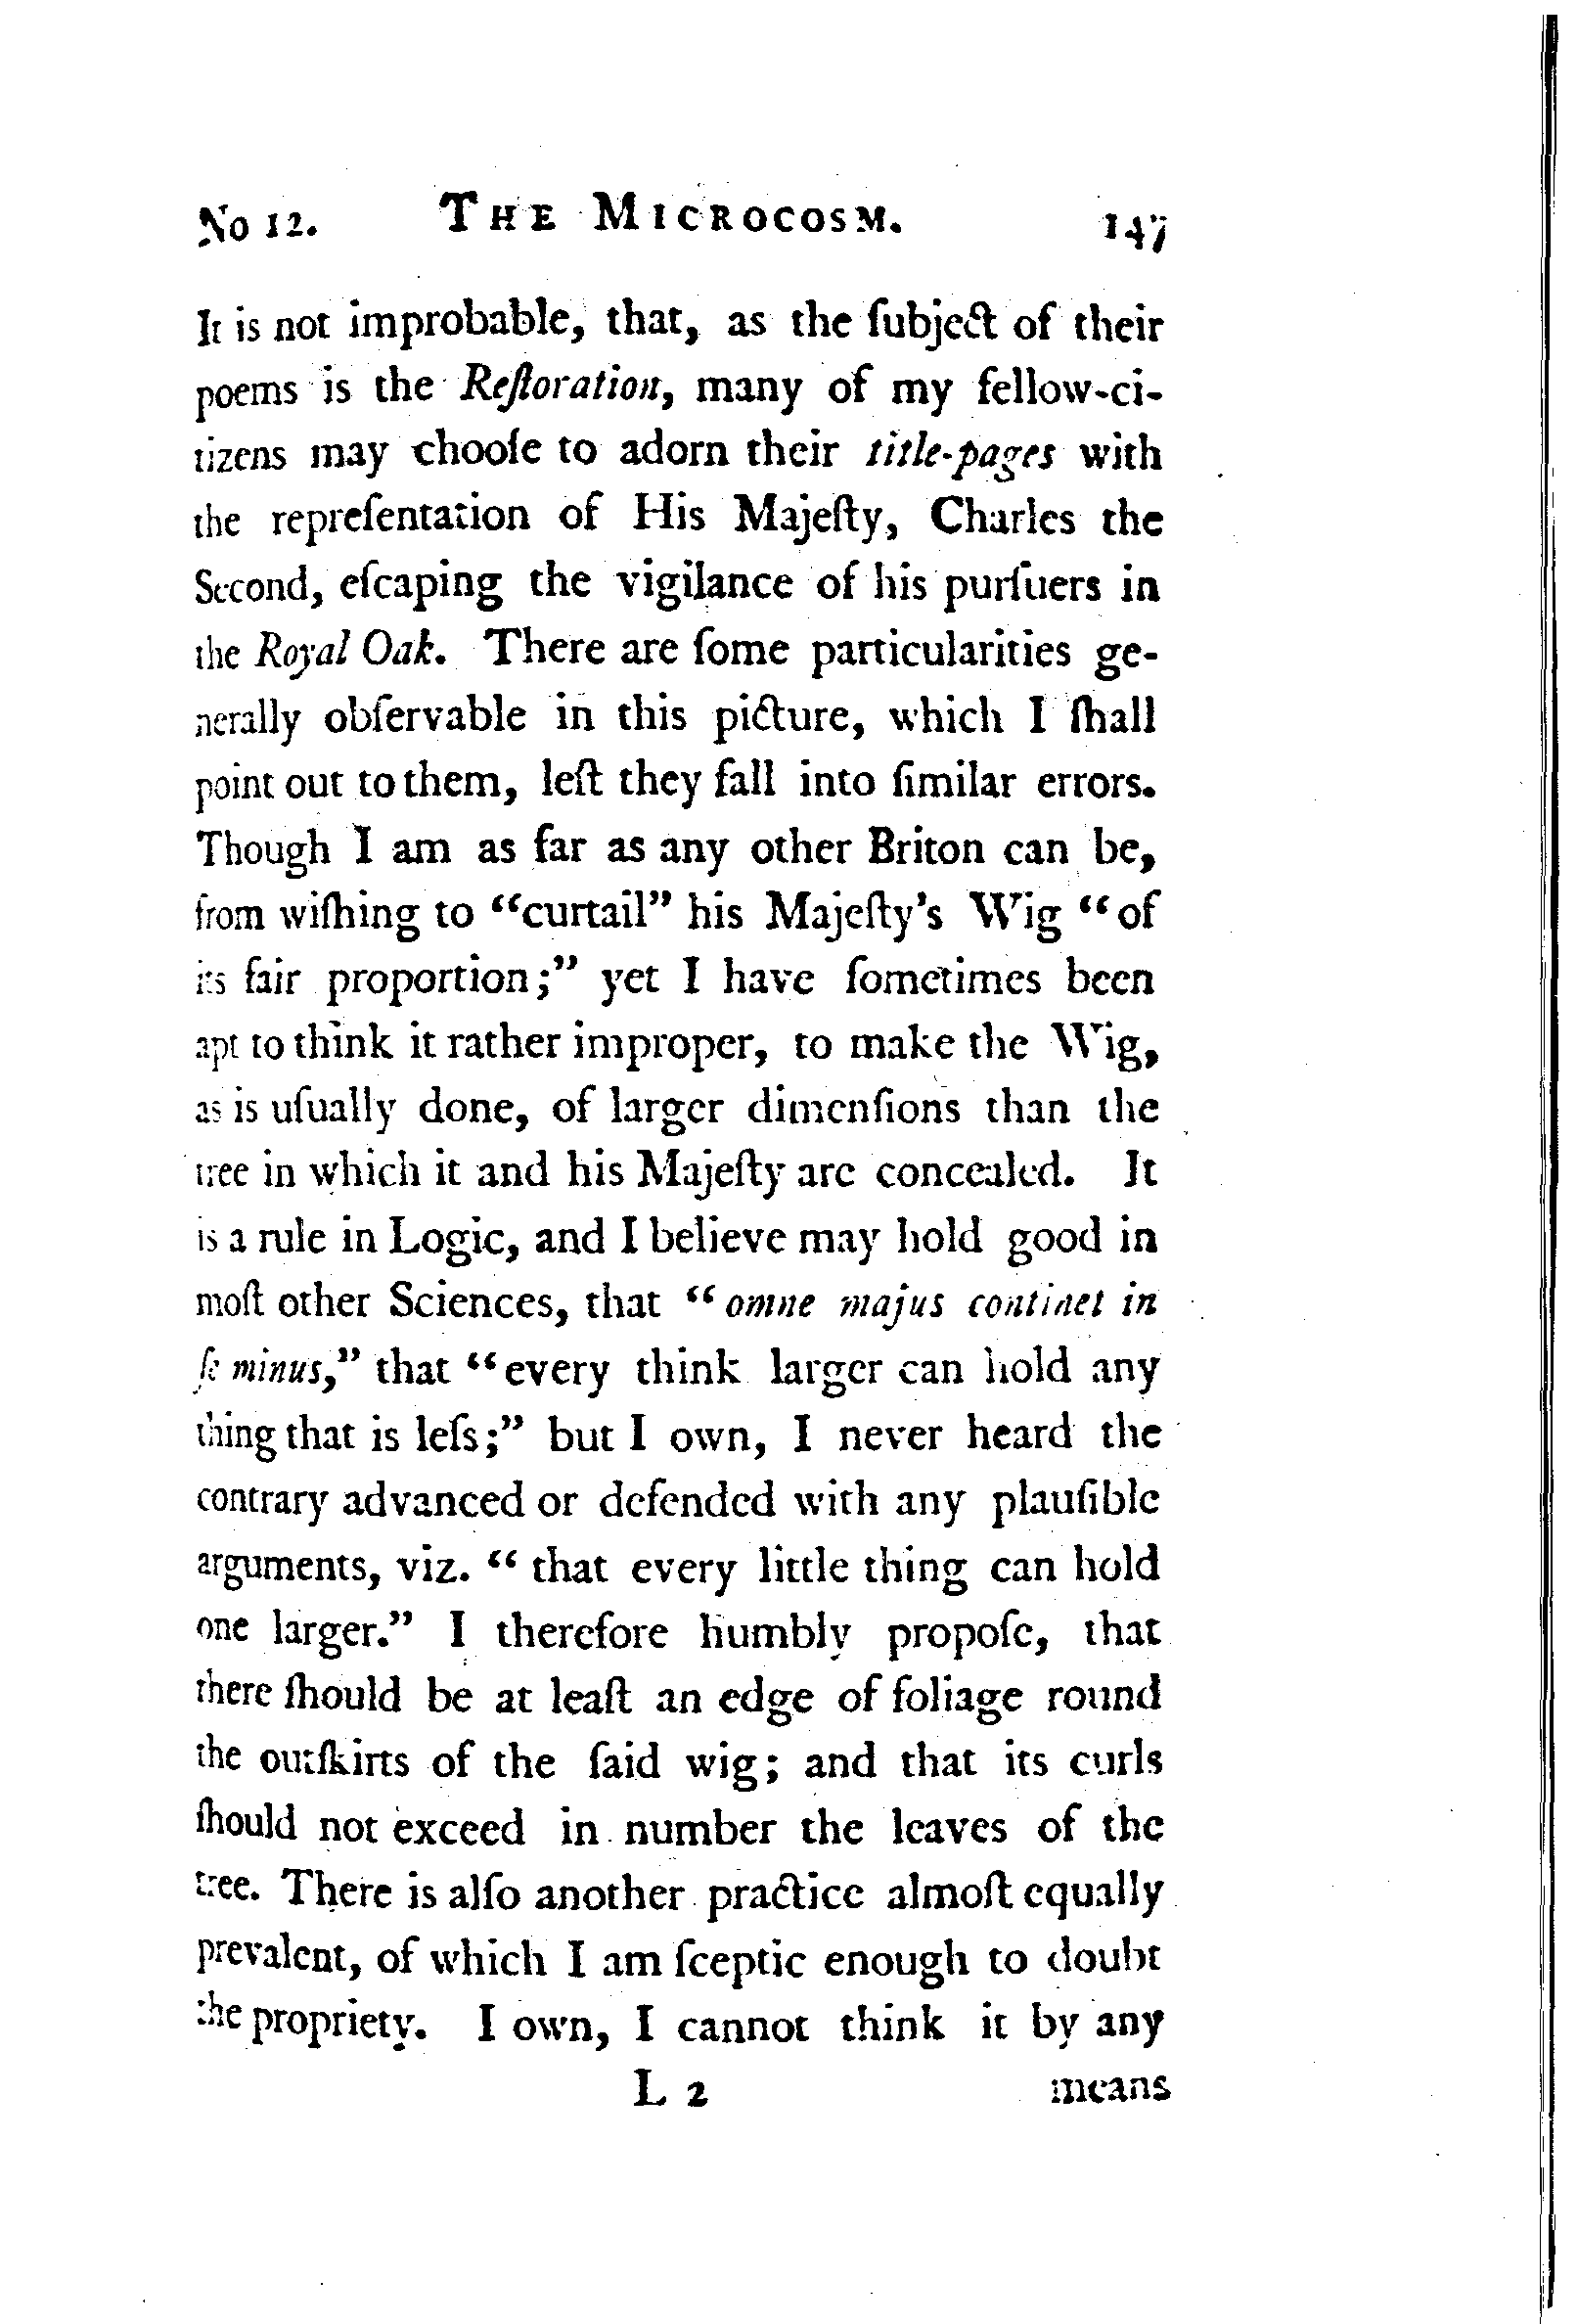 No 12. THE MICROCOSM. 147
It is not improbable, that, as the ſubject of their
poems is the Reſtoration, many of my fellow-ci-
tizens may chooſe to adorn their title-pages with
the repreſentation of His Majeſty, Charles the
Second, eſcaping the vigilance of his purſuers in
the Royal Oak. There are ſome particularities ge-
nerally obſervable in this picture, which I ſhall
point out to them, leſt they fall into ſimilar errors.
Though I am as far as any other Briton can be,
from wiſhing to “curtail” his Majeſty's Wig “of
its fair proportion;” yet I have ſometimes been
apt to think it rather improper, to make the Wig,
as is uſually done, of larger dimenſions than the
tree in which it and his Majeſty are concealed. It
is a rule in Logic, and I believe may hold good in
moſt other Sciences, that “omne majus continet in
ſe minus,” that “every think larger can hold any
thing that is leſs;” but I own, I never heard the
contrary advanced or defended with any plauſible
arguments, viz. “that every little thing can hold
one larger.” I therefore humbly propoſe, that
there ſhould be at leaſt an edge of foliage round
the outſkirts of the ſaid wig; and that its curls
ſhould not exceed in number the leaves of the
tree. There is alſo another practice almoſt equally
prevalent, of which I am ſceptic enough to doubt
the propriety. I own, I cannot think it by any
L 2 means